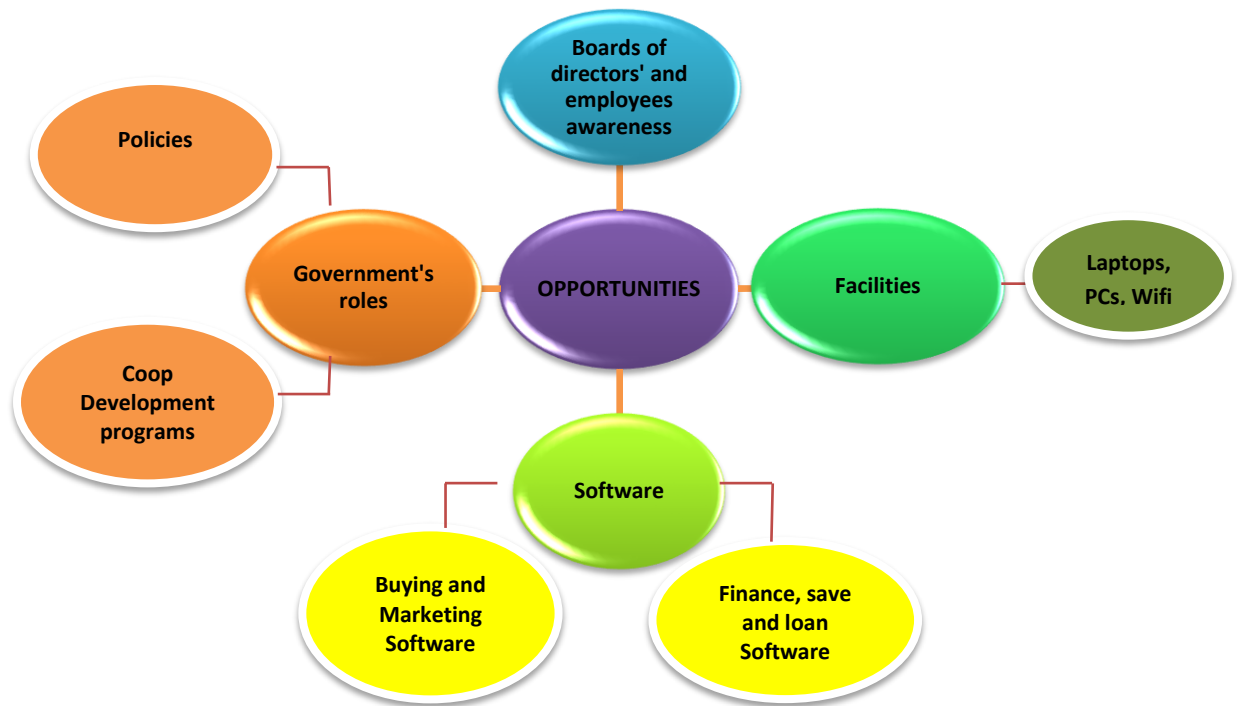 Boards of
directors' and
employees
awareness
Policies
Government's
roles
OPPORTUNITIES
Facilities
Laptops,
PCs, Wifi
Coop
Development
programs
Software
Buying and
Marketing
Software
Finance, save
and loan
Software